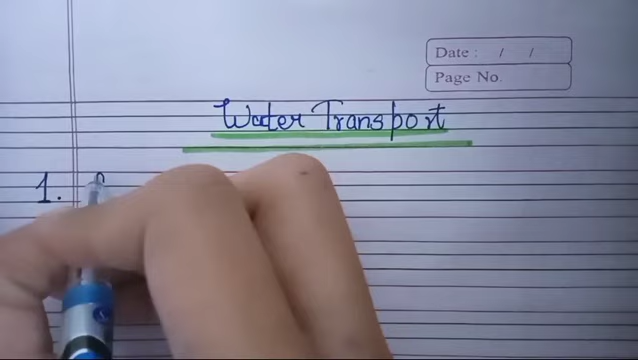 Date : / /
Page No.
Water Transport
1.